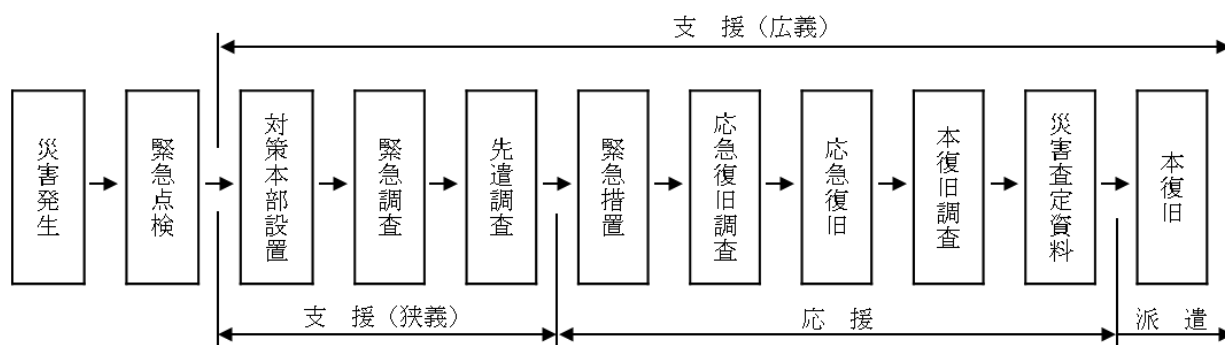 支　援（広義）
災害発生
緊急点検
対策本部設置
緊急調査
先遣調査
緊急措置
応急復旧調査
応急復旧
本復旧調査
災害査定資料
本復旧
支　援（狭義）
応　援
派　遣